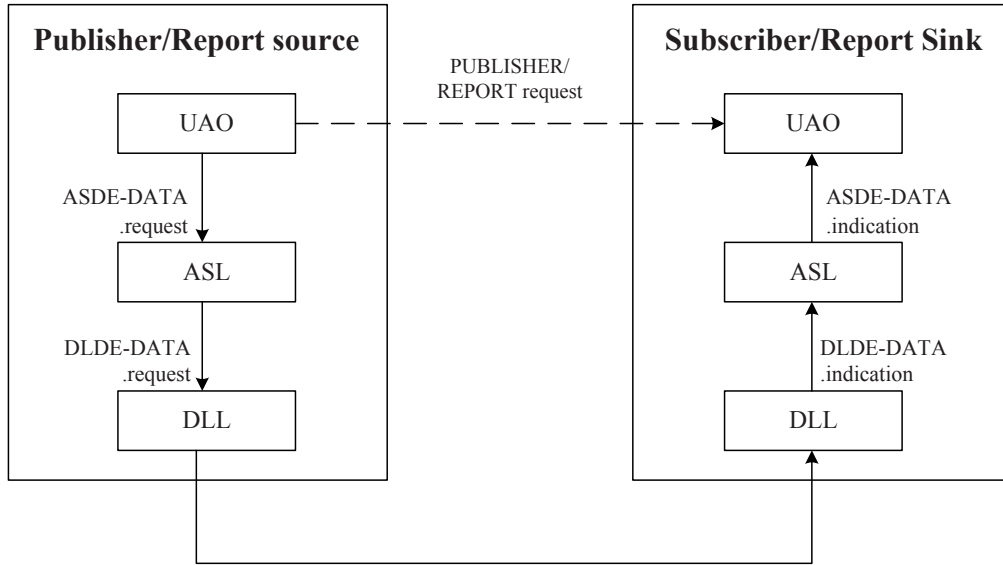 Publisher/Report source
Subscriber/Report Sink
PUBLISHER/
REPORT request
UAO
UAO
ASDE-DATA
.request
ASDE-DATA
.indication
ASL
ASL
DLDE-DATA
.request
DLDE-DATA
.indication
DLL
DLL